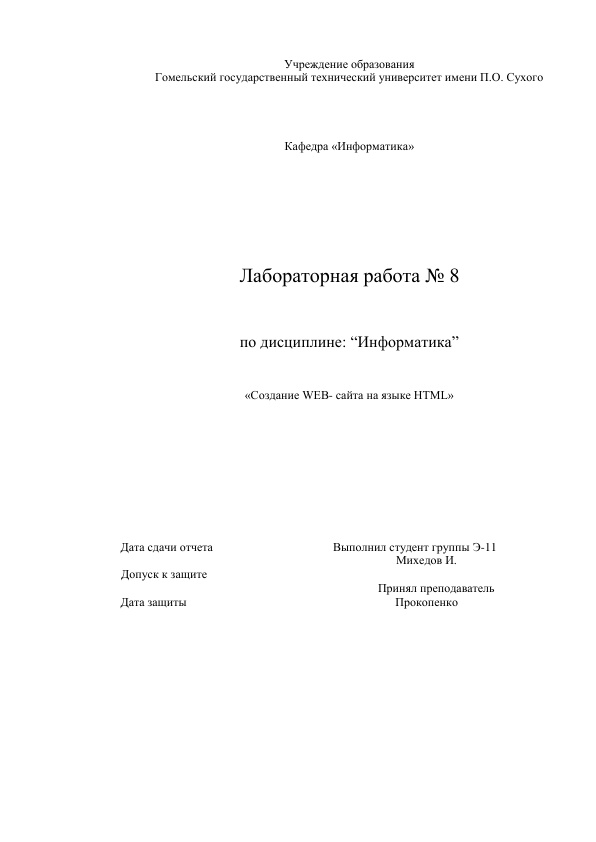 Учреждение образования
Гомельский государственный технический университет имени П.О. Сухого
Кафедра «Информатика»
Лабораторная работа № 8
по дисциплине: “Информатика”
«Создание WEB- сайта на языке HTML»
Дата сдачи отчета Выполнил студент группы Э-11
Михедов И.
Допуск к защите
Принял преподаватель
Дата защиты Прокопенко